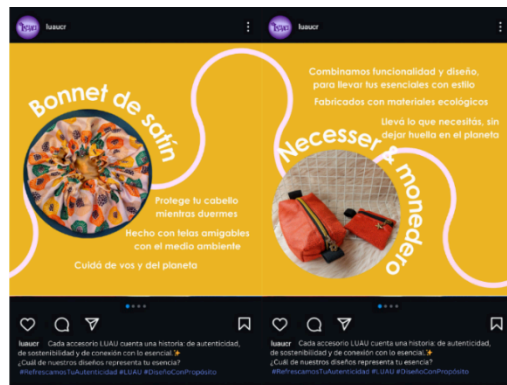 LUAU
luaucr
Bonnet de satín
Protege tu cabello
mientras duermes
Hecho con telas amigables
con el medio ambiente
Cuidá de vos y del planeta
luaucr Cada accesorio LUAU cuenta una historia: de autenticidad,
de sostenibilidad y de conexión con lo esencial.✨
¿Cuál de nuestros diseños representa tu esencia?
#RefrescamosTuAutenticidad #LUAU #DiseñoConPropósito
LUAU
luaucr
Combinamos funcionalidad y diseño,
para llevar tus esenciales con estilo
Fabricados con materiales ecológicos
Llevá lo que necesitás, sin
dejar huella en el planeta
Necesser & monedero
luaucr Cada accesorio LUAU cuenta una historia: de autenticidad,
de sostenibilidad y de conexión con lo esencial.✨
¿Cuál de nuestros diseños representa tu esencia?
#RefrescamosTuAutenticidad #LUAU #DiseñoConPropósito